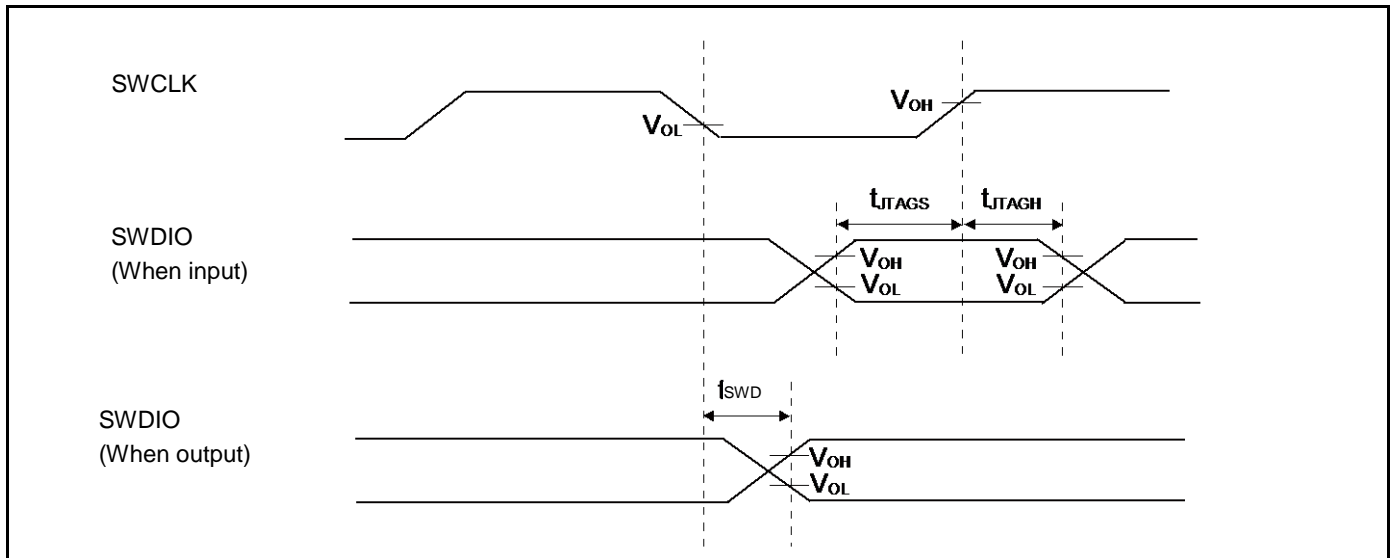 SWCLK
VOH
VOL
tJTAGS tJTAGH
SWDIO
(When input)
VOH VOH
VOL VOL
tSWD
SWDIO
(When output)
VOH
VOL